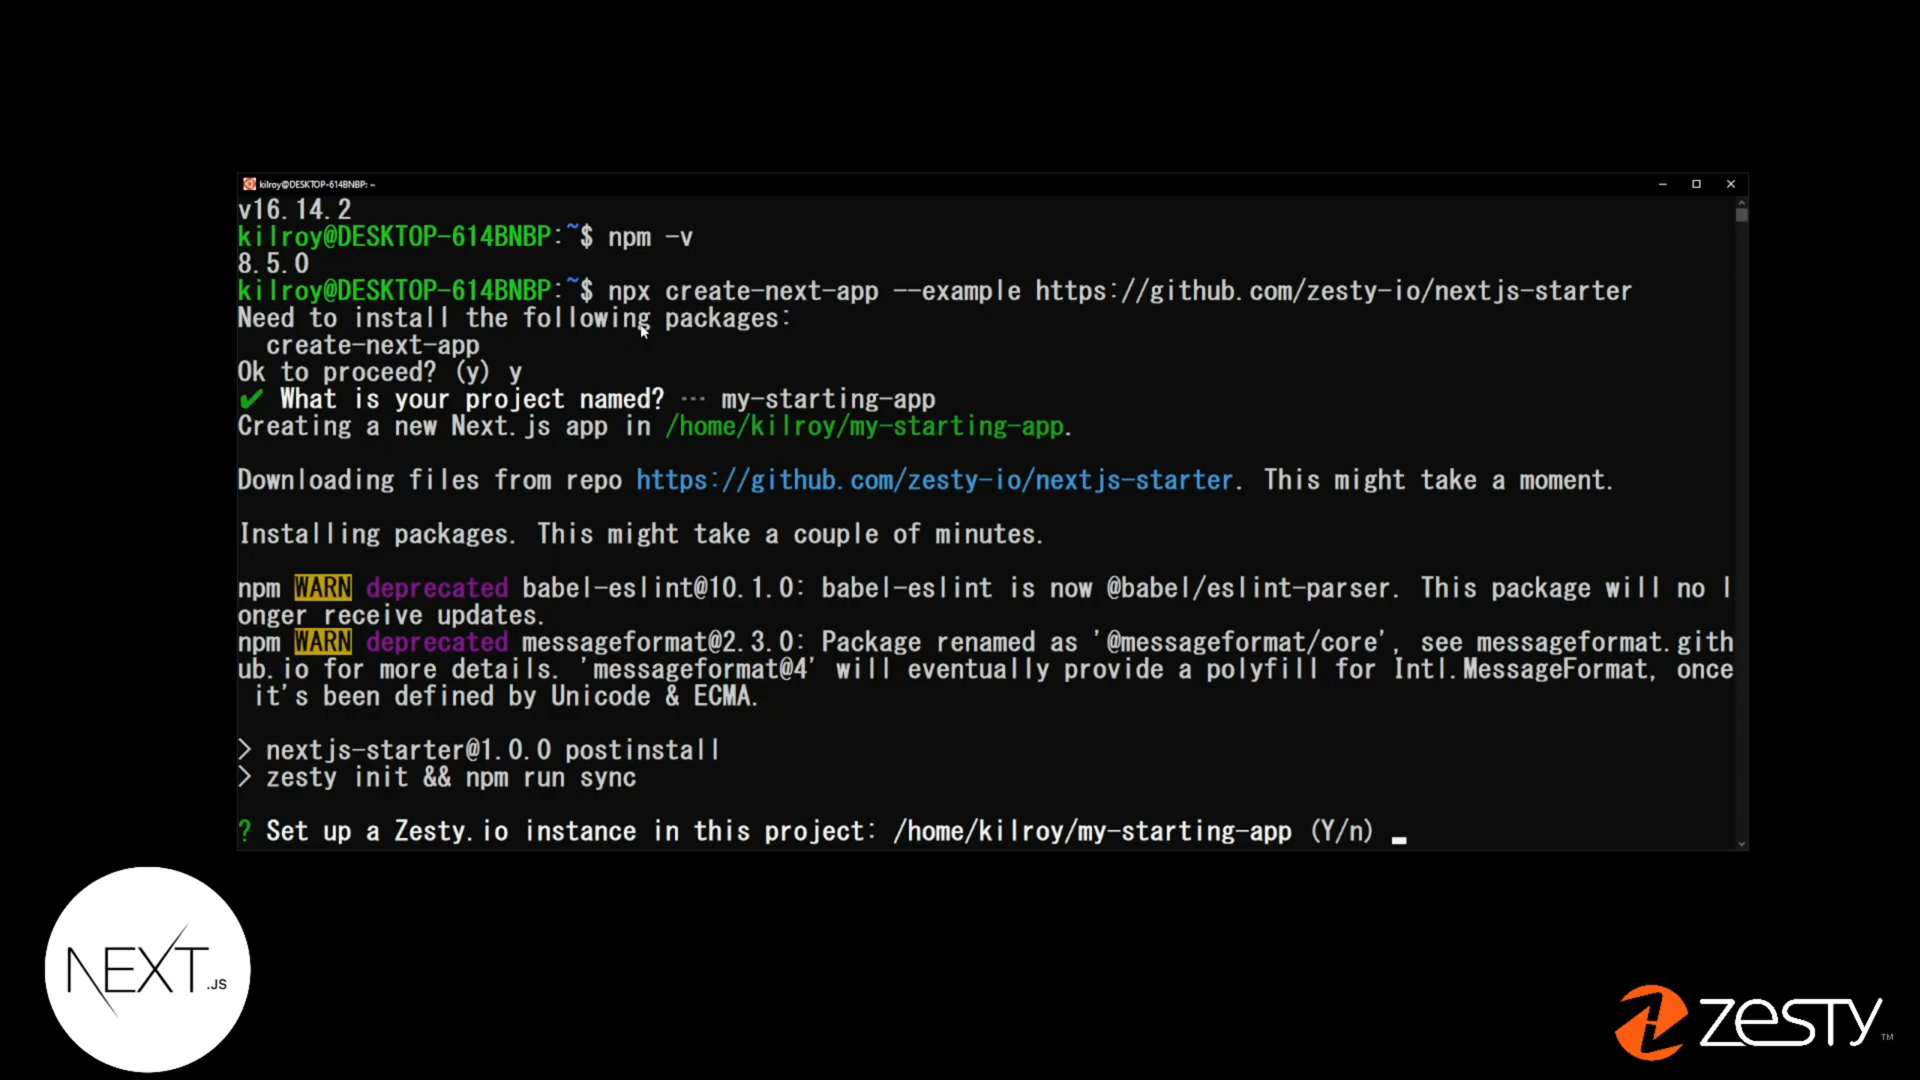 kilroy@DESKTOP-614BNBP: ~
v16.14.2
kilroy@DESKTOP-614BNBP:~$ npm -v
8.5.0
kilroy@DESKTOP-614BNBP:~$ npx create-next-app --example https://github.com/zesty-io/nextjs-starter
Need to install the following packages:
  create-next-app
Ok to proceed? (y) y
✔ What is your project named? … my-starting-app
Creating a new Next.js app in /home/kilroy/my-starting-app.
Downloading files from repo https://github.com/zesty-io/nextjs-starter. This might take a moment.
Installing packages. This might take a couple of minutes.
npm WARN deprecated babel-eslint@10.1.0: babel-eslint is now @babel/eslint-parser. This package will no l
onger receive updates.
npm WARN deprecated messageformat@2.3.0: Package renamed as '@messageformat/core', see messageformat.gith
ub.io for more details. 'messageformat@4' will eventually provide a polyfill for Intl.MessageFormat, once
 it's been defined by Unicode & ECMA.
> nextjs-starter@1.0.0 postinstall
> zesty init && npm run sync
? Set up a Zesty.io instance in this project: /home/kilroy/my-starting-app (Y/n)
NEXT.JS
zesty™